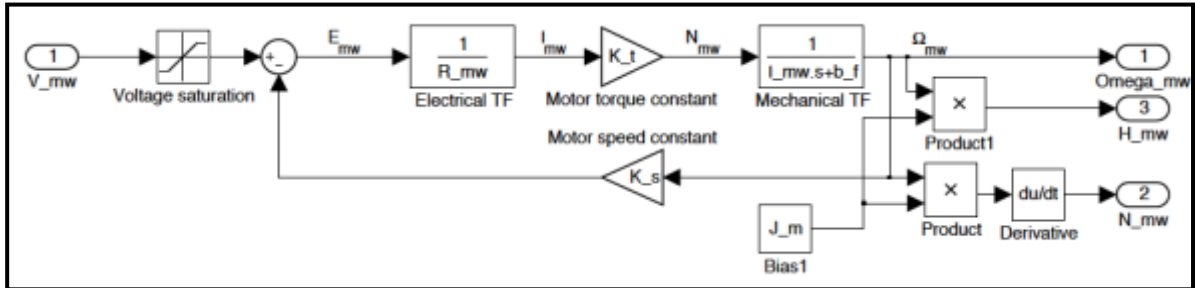 1
V_mw
Voltage saturation
+
-
E_mw
1
R_mw
Electrical TF
I_mw
K_t
Motor torque constant
N_mw
1
I_mw.s+b_f
Mechanical TF
Ω_mw
1
Omega_mw
×
Product1
3
H_mw
Motor speed constant
K_s
J_m
Bias1
×
Product
du/dt
Derivative
2
N_mw